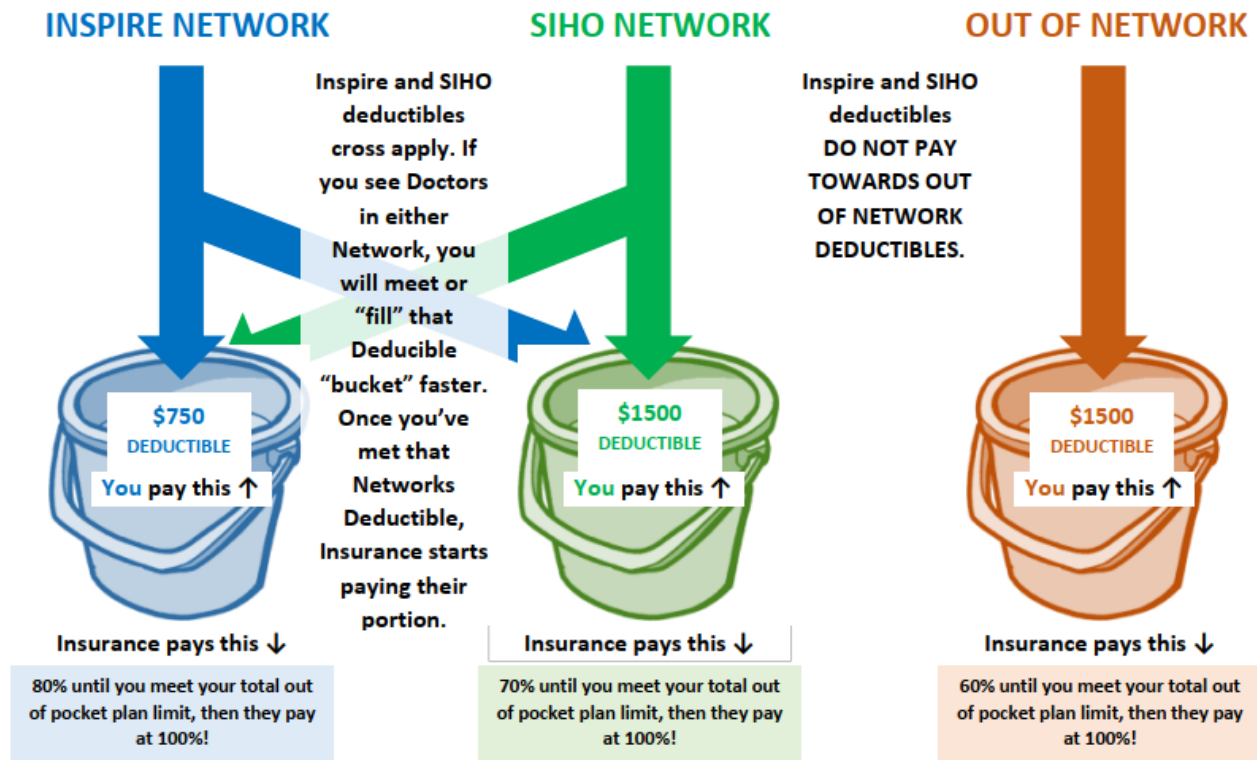 INSPIRE NETWORK
SIHO NETWORK
OUT OF NETWORK
Inspire and SIHO
deductibles
cross apply. If
you see Doctors
in either
Network, you
will meet or
“fill” that
Deducible
“bucket” faster.
Once you’ve
met that
Networks
Deductible,
Insurance starts
paying their
portion.
Inspire and SIHO
deductibles
DO NOT PAY
TOWARDS OUT
OF NETWORK
DEDUCTIBLES.
$750
DEDUCTIBLE
You pay this ↑
$1500
DEDUCTIBLE
You pay this ↑
$1500
DEDUCTIBLE
You pay this ↑
Insurance pays this ↓
80% until you meet your total out
of pocket plan limit, then they pay
at 100%!
Insurance pays this ↓
70% until you meet your total out
of pocket plan limit, then they pay
at 100%!
Insurance pays this ↓
60% until you meet your total out
of pocket plan limit, then they pay
at 100%!